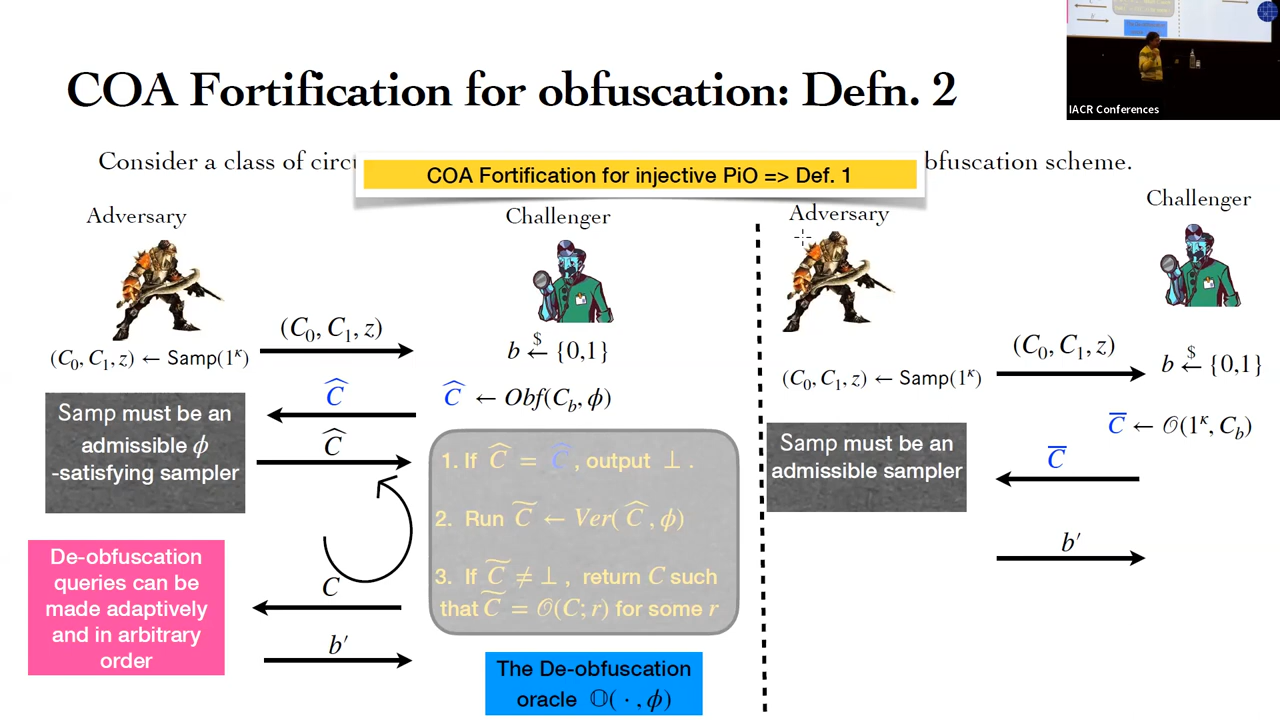 COA Fortification for obfuscation: Defn. 2
IACR Conferences
Consider a class of circu
bfuscation scheme.
COA Fortification for injective PiO => Def. 1
Adversary
Challenger
(C₀, C₁, z)
(C₀, C₁, z) ← Samp(1^κ)
b ←$ {0,1}
Ĉ
Ĉ ← Obf(C_b, ϕ)
Samp must be an
admissible ϕ
-satisfying sampler
Ĉ
1. If Ĉ = Ĉ , output ⊥ .
2. Run C̃ ← Ver( Ĉ , ϕ)
3. If C̃ ≠ ⊥ , return C such
that C̃ = 𝒪(C; r) for some r
De-obfuscation
queries can be
made adaptively
and in arbitrary
order
C
b′
The De-obfuscation
oracle 𝕆( · , ϕ)
Adversary
Challenger
(C₀, C₁, z)
(C₀, C₁, z) ← Samp(1^κ)
b ←$ {0,1}
C̅ ← 𝒪(1^κ, C_b)
Samp must be an
admissible sampler
C̅
b′